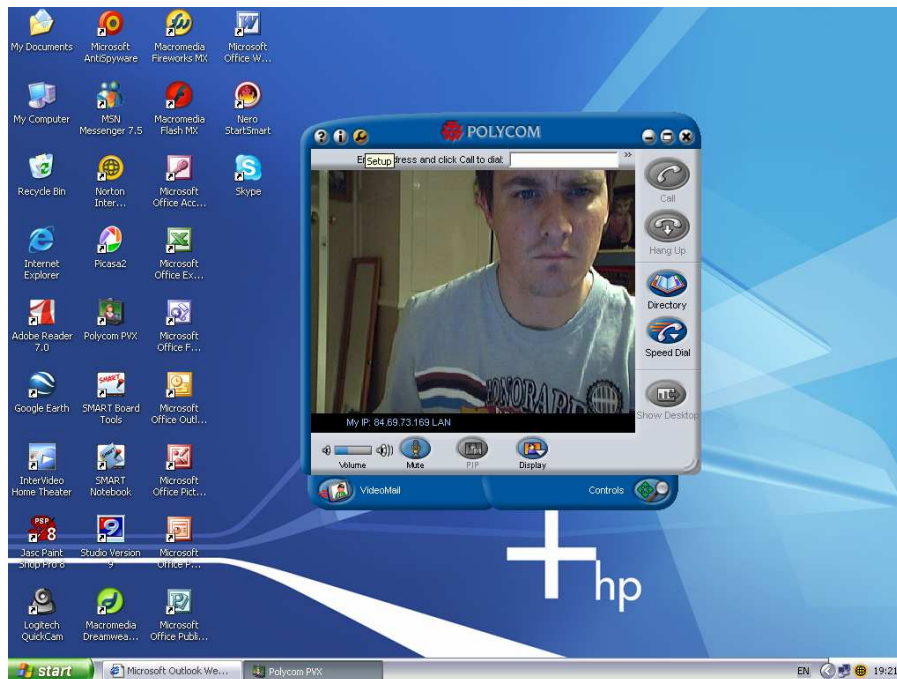 My Documents
Microsoft
AntiSpyware
Macromedia
Fireworks MX
Microsoft
Office W...
My Computer
MSN
Messenger 7.5
Macromedia
Flash MX
Nero
StartSmart
Recycle Bin
Norton
Inter...
Microsoft
Office Acc...
Skype
Internet
Explorer
Picasa2
Microsoft
Office Ex...
Adobe Reader
7.0
Polycom PVX
Microsoft
Office F...
Google Earth
SMART Board
Tools
Microsoft
Office Outl...
InterVideo
Home Theater
SMART
Notebook
Microsoft
Office Pict...
Jasc Paint
Shop Pro 8
Studio Version
9
Microsoft
Office P...
Logitech
QuickCam
Macromedia
Dreamwea...
Microsoft
Office Publi...
POLYCOM
Setup
dress and click Call to dial:
Call
Hang Up
Directory
Speed Dial
Show Desktop
HONORA
My IP: 84.69.73.169 LAN
Volume
Mute
PIP
Display
VideoMail
Controls
hp
start
Microsoft Outlook We...
Polycom PVX
EN
19:21